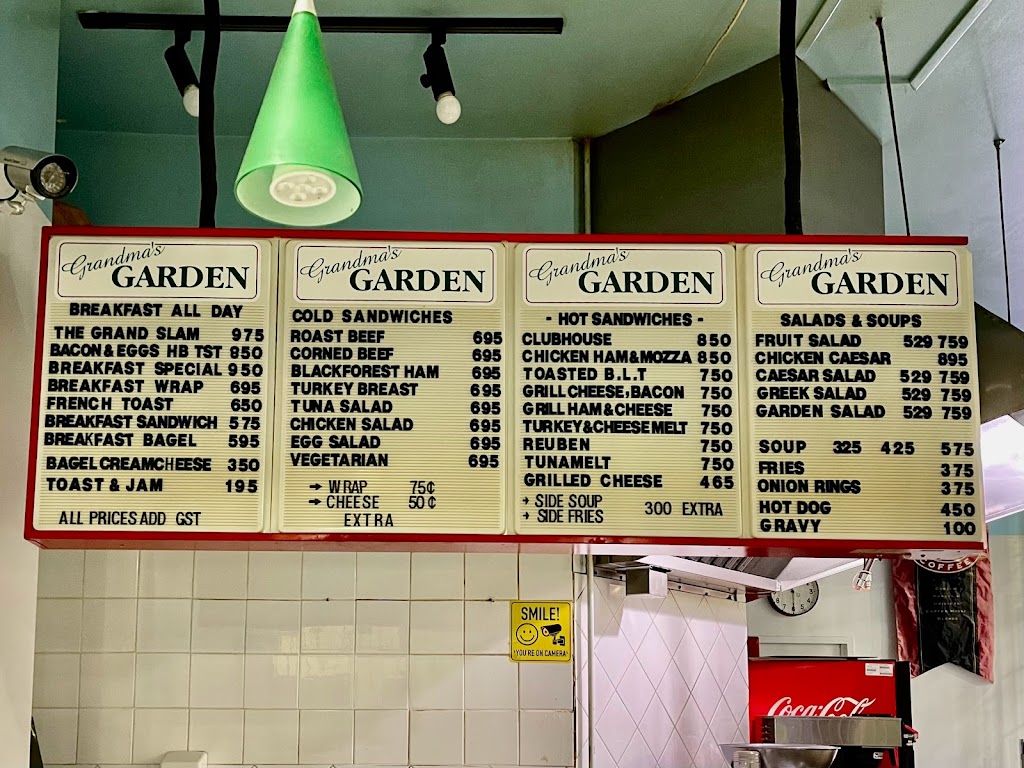 Grandma's
GARDEN
BREAKFAST ALL DAY
THE GRAND SLAM 975
BACON & EGGS HB TST 850
BREAKFAST SPECIAL 950
BREAKFAST WRAP 695
FRENCH TOAST 650
BREAKFAST SANDWICH 575
BREAKFAST BAGEL 595
BAGEL CREAMCHEESE 350
TOAST & JAM 195
ALL PRICES ADD GST
Grandma's
GARDEN
COLD SANDWICHES
ROAST BEEF 695
CORNED BEEF 695
BLACKFOREST HAM 695
TURKEY BREAST 695
TUNA SALAD 695
CHICKEN SALAD 695
EGG SALAD 695
VEGETARIAN 695
→ WRAP 75¢
→ CHEESE 50¢
EXTRA
Grandma's
GARDEN
- HOT SANDWICHES -
CLUBHOUSE 850
CHICKEN HAM & MOZZA 850
TOASTED B.L.T 750
GRILL CHEESE, BACON 750
GRILL HAM & CHEESE 750
TURKEY & CHEESE MELT 750
REUBEN 750
TUNAMELT 750
GRILLED CHEESE 465
→ SIDE SOUP
→ SIDE FRIES 300 EXTRA
Grandma's
GARDEN
SALADS & SOUPS
FRUIT SALAD 529 759
CHICKEN CAESAR 895
CAESAR SALAD 529 759
GREEK SALAD 529 759
GARDEN SALAD 529 759
SOUP 325 425 575
FRIES 375
ONION RINGS 375
HOT DOG 450
GRAVY 100
SMILE!
YOU'RE ON CAMERA!
COFFEE
Coca-Cola